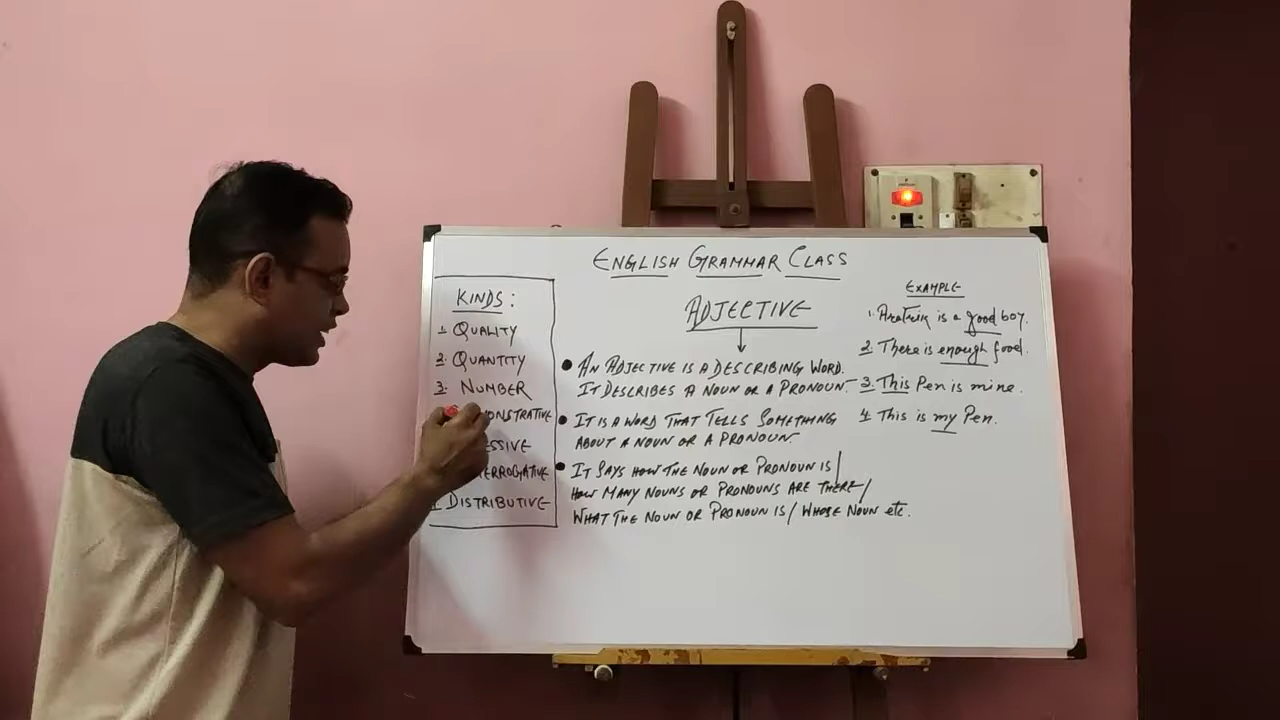 ENGLISH GRAMMAR CLASS
KINDS:
1. QUALITY
2. QUANTITY
3. NUMBER
DISTRIBUTIVE
ADJECTIVE
• AN ADJECTIVE IS A DESCRIBING WORD.
IT DESCRIBES A NOUN OR A PRONOUN
• IT IS A WORD THAT TELLS SOMETHING
ABOUT A NOUN OR A PRONOUN
• IT SAYS HOW THE NOUN OR PRONOUN IS/
HOW MANY NOUNS OR PRONOUNS ARE THERE/
WHAT THE NOUN OR PRONOUN IS/ WHOSE NOUN etc.
EXAMPLE
1. is a good boy.
2. There is enough food.
3. This Pen is mine.
4. This is my Pen.